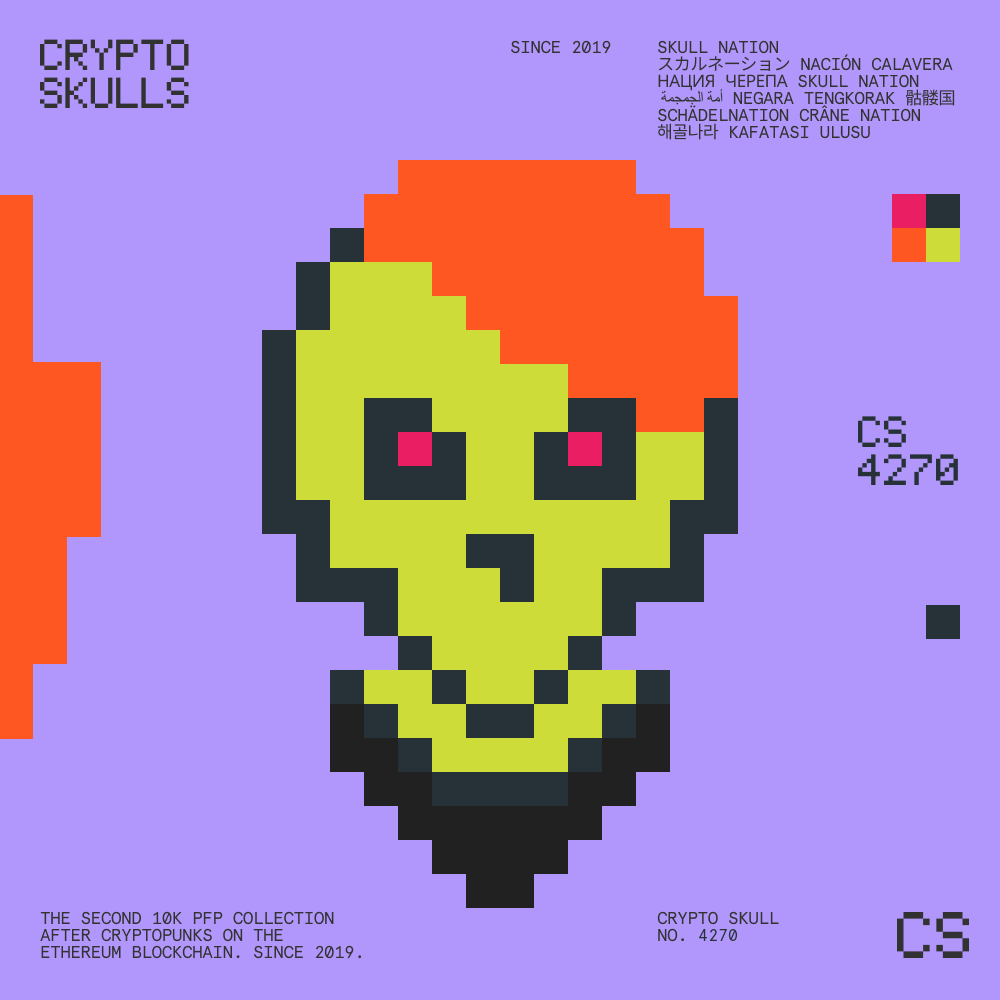 CRYPTO
SKULLS
SINCE 2019
SKULL NATION
スカルネーション NACIÓN CALAVERA
НАЦИЯ ЧЕРЕПА SKULL NATION
أمة الجمجمة NEGARA TENGKORAK 骷髅国
SCHÄDELNATION CRÂNE NATION
해골나라 KAFATASI ULUSU
CS
4270
THE SECOND 10K PFP COLLECTION
AFTER CRYPTOPUNKS ON THE
ETHEREUM BLOCKCHAIN. SINCE 2019.
CRYPTO SKULL
NO. 4270
CS